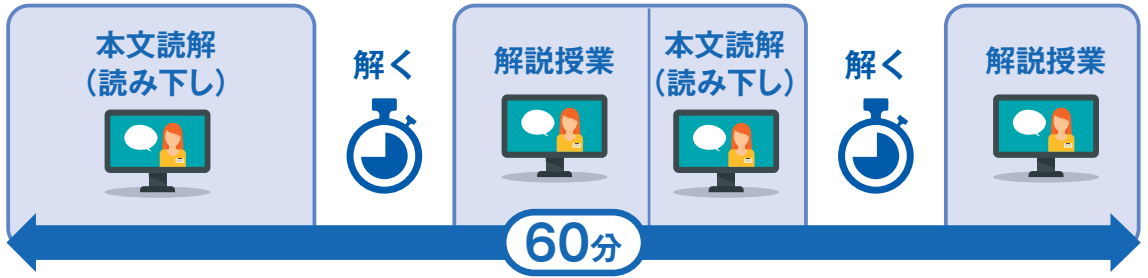 本文読解
（読み下し）
解く
解説授業
本文読解
（読み下し）
解く
解説授業
60分